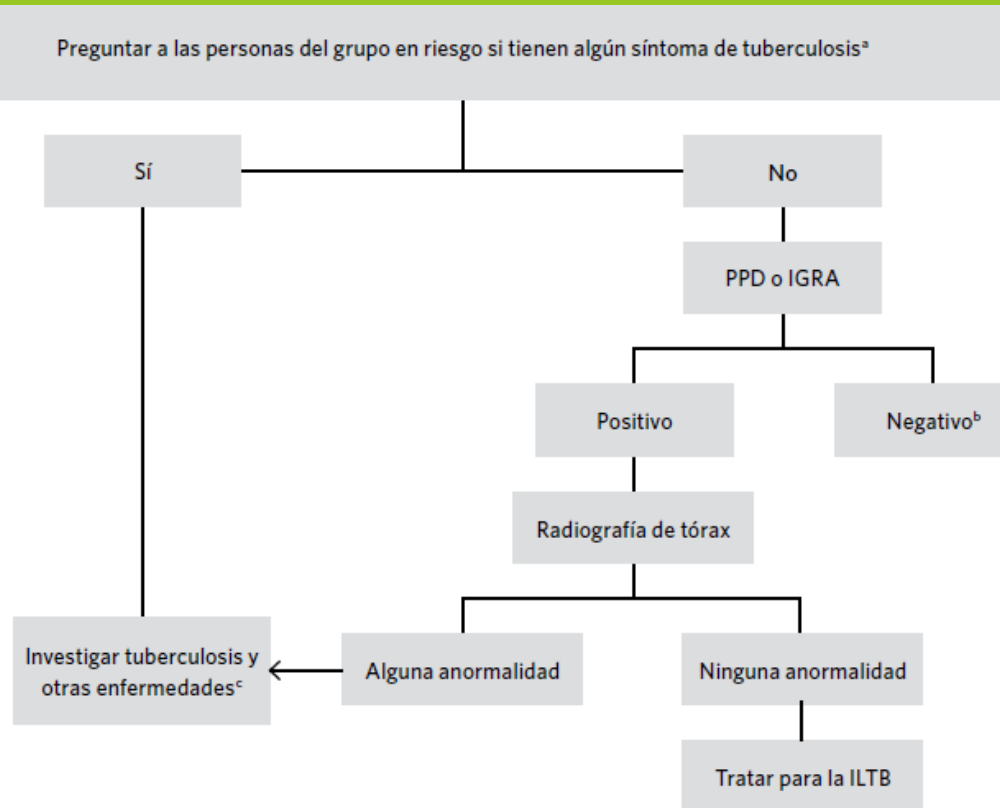 Preguntar a las personas del grupo en riesgo si tienen algún síntoma de tuberculosisᵃ
Sí
No
PPD o IGRA
Positivo
Negativoᵇ
Radiografía de tórax
Investigar tuberculosis y
otras enfermedadesᶜ
Alguna anormalidad
Ninguna anormalidad
Tratar para la ILTB